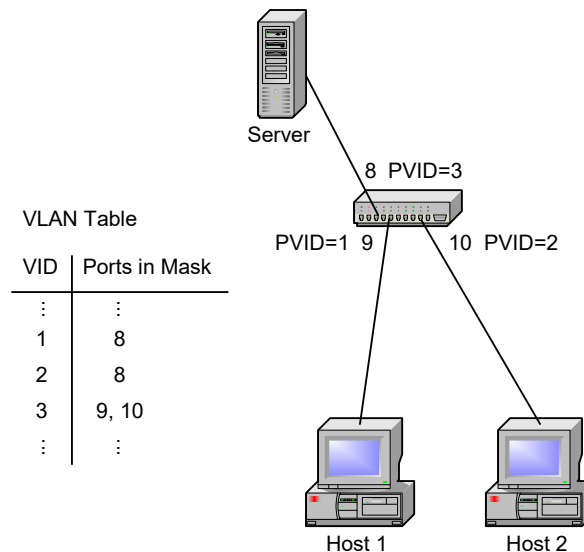 Server
8 PVID=3
PVID=1 9
10 PVID=2
VLAN Table
VID Ports in Mask
⋮ ⋮
1 8
2 8
3 9, 10
⋮ ⋮
Host 1
Host 2